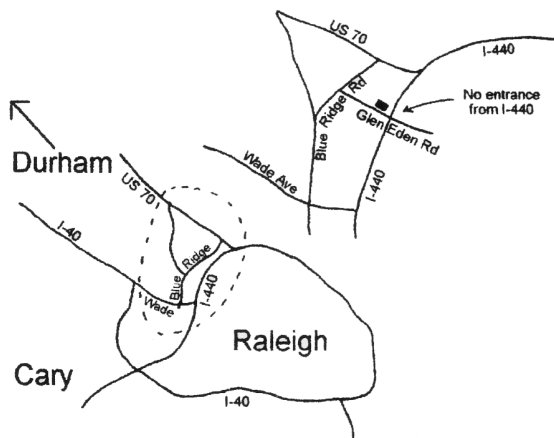 US 70
I-440
No entrance
from I-440
Blue Ridge Rd
Glen Eden Rd
Wade Ave
I-440
Durham
US 70
I-40
Blue Ridge
I-440
Wade
Raleigh
Cary
I-40